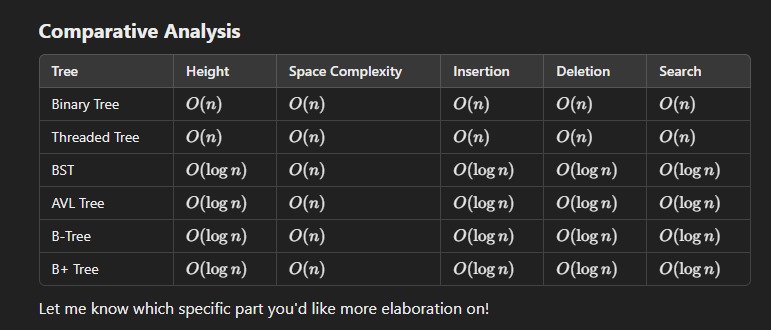 Comparative Analysis
Tree Height Space Complexity Insertion Deletion Search
Binary Tree O(n) O(n) O(n) O(n) O(n)
Threaded Tree O(n) O(n) O(n) O(n) O(n)
BST O(log n) O(n) O(log n) O(log n) O(log n)
AVL Tree O(log n) O(n) O(log n) O(log n) O(log n)
B-Tree O(log n) O(n) O(log n) O(log n) O(log n)
B+ Tree O(log n) O(n) O(log n) O(log n) O(log n)
Let me know which specific part you'd like more elaboration on!